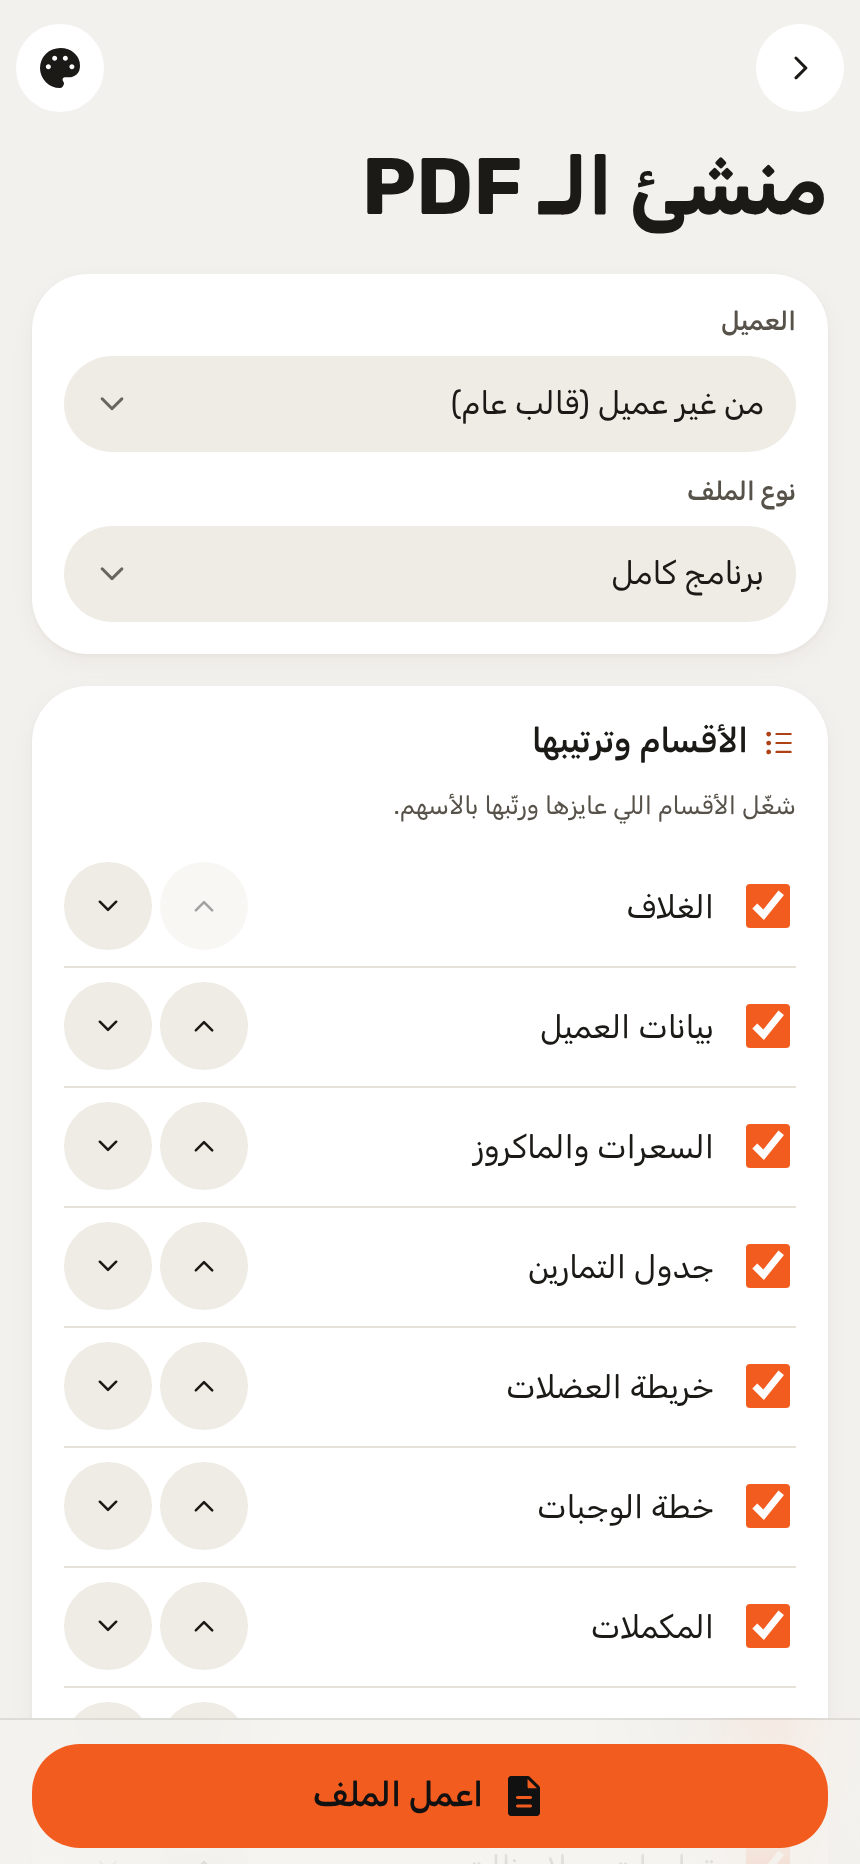 منشئ الـ PDF
العميل
من غير عميل (قالب عام)
نوع الملف
برنامج كامل
الأقسام وترتيبها
شغّل الأقسام اللي عايزها ورتّبها بالأسهم.
الغلاف
بيانات العميل
السعرات والماكروز
جدول التمارين
خريطة العضلات
خطة الوجبات
المكملات
اعمل الملف